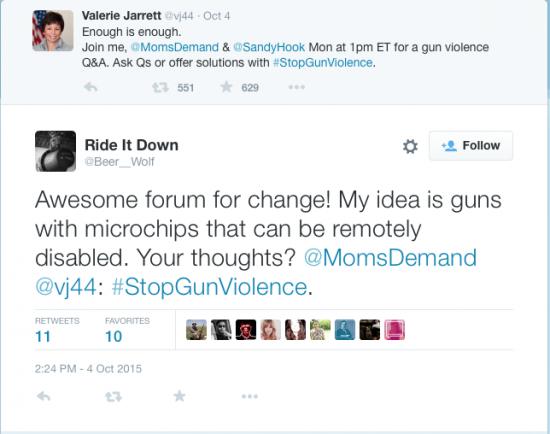 Valerie Jarrett @vj44 · Oct 4
Enough is enough.
Join me, @MomsDemand & @SandyHook Mon at 1pm ET for a gun violence
Q&A. Ask Qs or offer solutions with #StopGunViolence.
551 629
Ride It Down
@Beer__Wolf
Follow
Awesome forum for change! My idea is guns
with microchips that can be remotely
disabled. Your thoughts? @MomsDemand
@vj44: #StopGunViolence.
RETWEETS FAVORITES
11 10
2:24 PM - 4 Oct 2015